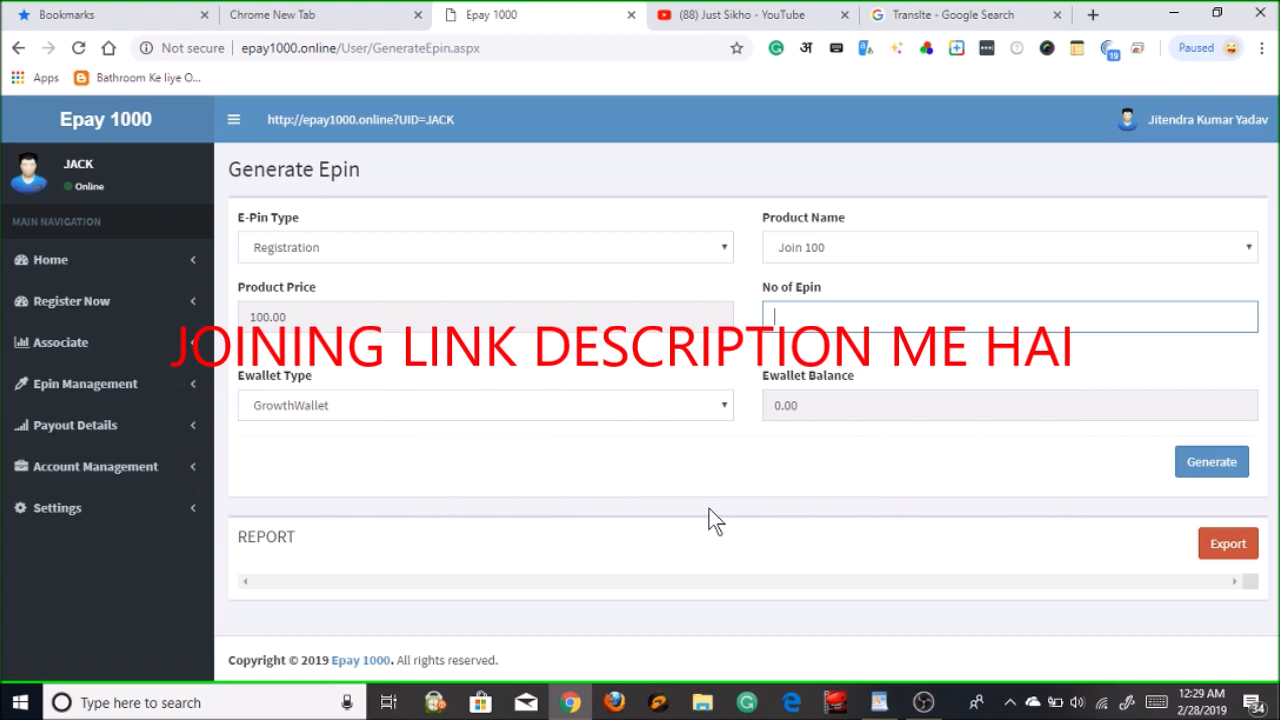 Bookmarks
Chrome New Tab
Epay 1000
(88) Just Sikho - YouTube
Translte - Google Search
Not secure
epay1000.online/User/GenerateEpin.aspx
अ
19
Paused
Apps
Bathroom Ke liye O...
Epay 1000
http://epay1000.online?UID=JACK
Jitendra Kumar Yadav
JACK
Online
MAIN NAVIGATION
Home
Register Now
Associate
Epin Management
Payout Details
Account Management
Settings
Generate Epin
E-Pin Type
Product Name
Registration
Join 100
Product Price
No of Epin
100.00
JOINING LINK DESCRIPTION ME HAI
Ewallet Type
Ewallet Balance
GrowthWallet
0.00
Generate
REPORT
Export
Copyright © 2019 Epay 1000. All rights reserved.
Type here to search
12:29 AM
2/28/2019
34